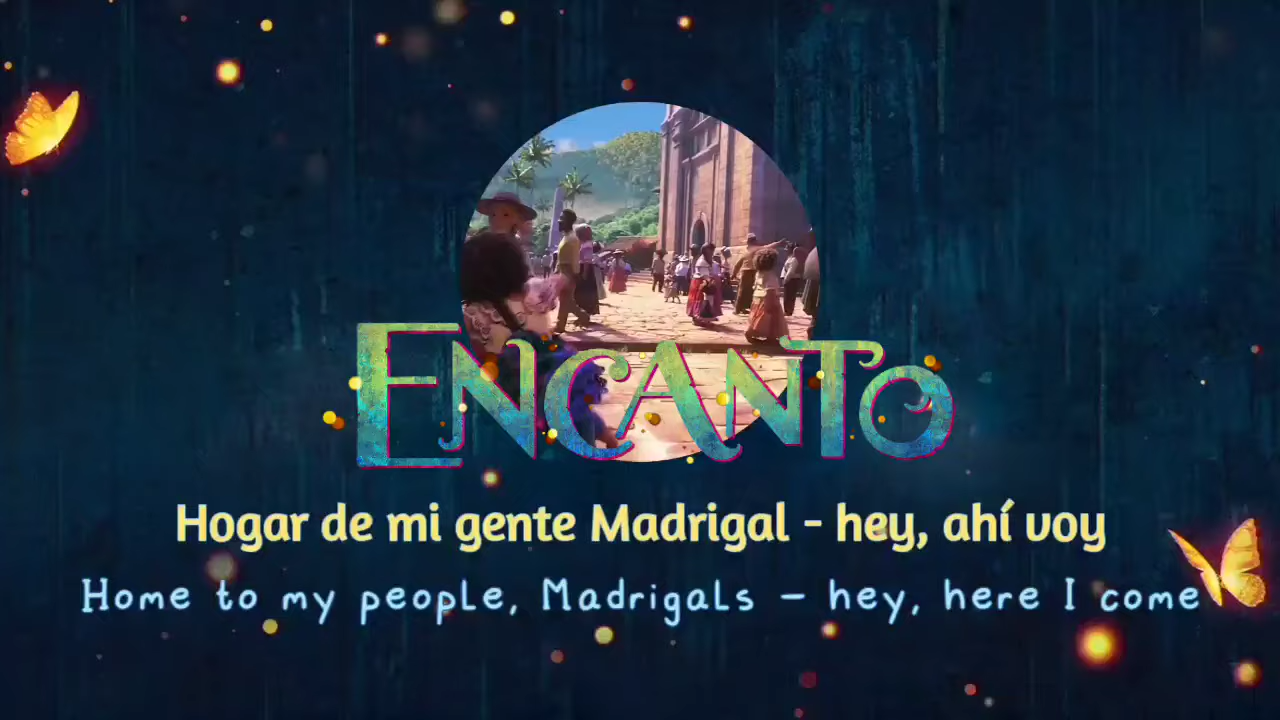 ENCANTO
Hogar de mi gente Madrigal - hey, ahí voy
Home to my people, Madrigals - hey, here I come